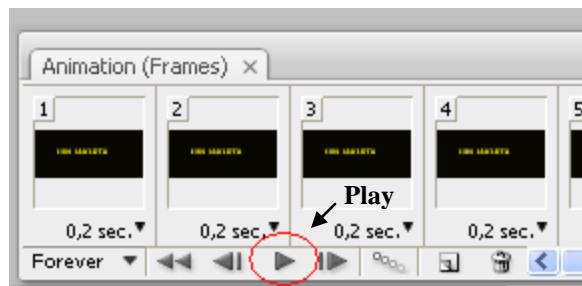 Animation (Frames)
1 2 3 4 5
Play
0,2 sec. 0,2 sec. 0,2 sec. 0,2 sec.
Forever